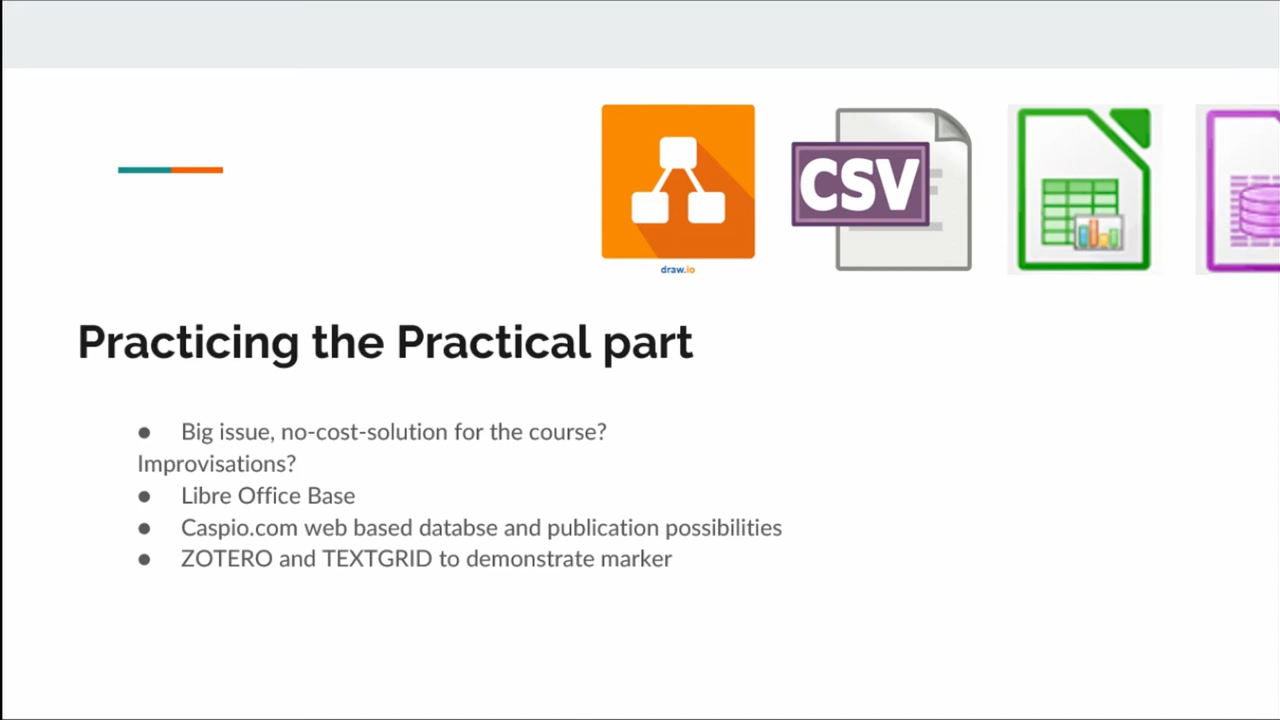 draw.io
CSV
Practicing the Practical part
● Big issue, no-cost-solution for the course?
Improvisations?
● Libre Office Base
● Caspio.com web based databse and publication possibilities
● ZOTERO and TEXTGRID to demonstrate marker